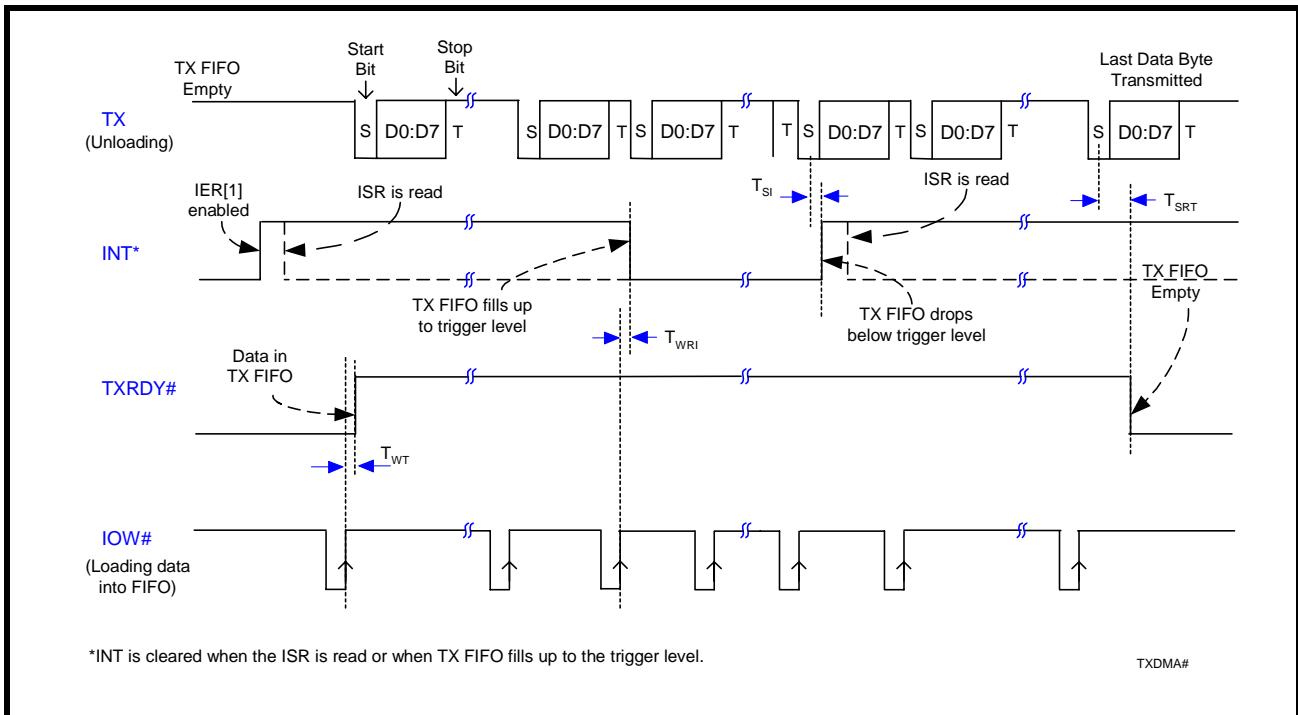 Start
Bit
Stop
Bit
TX FIFO
Empty
Last Data Byte
Transmitted
TX
(Unloading)
S D0:D7 T S D0:D7 T S D0:D7 T T S D0:D7 T S D0:D7 T S D0:D7 T
IER[1]
enabled
ISR is read
TSI
ISR is read
TSRT
INT*
TX FIFO fills up
to trigger level
TX FIFO drops
below trigger level
TX FIFO
Empty
TWRI
Data in
TX FIFO
TXRDY#
TWT
IOW#
(Loading data
into FIFO)
*INT is cleared when the ISR is read or when TX FIFO fills up to the trigger level.
TXDMA#